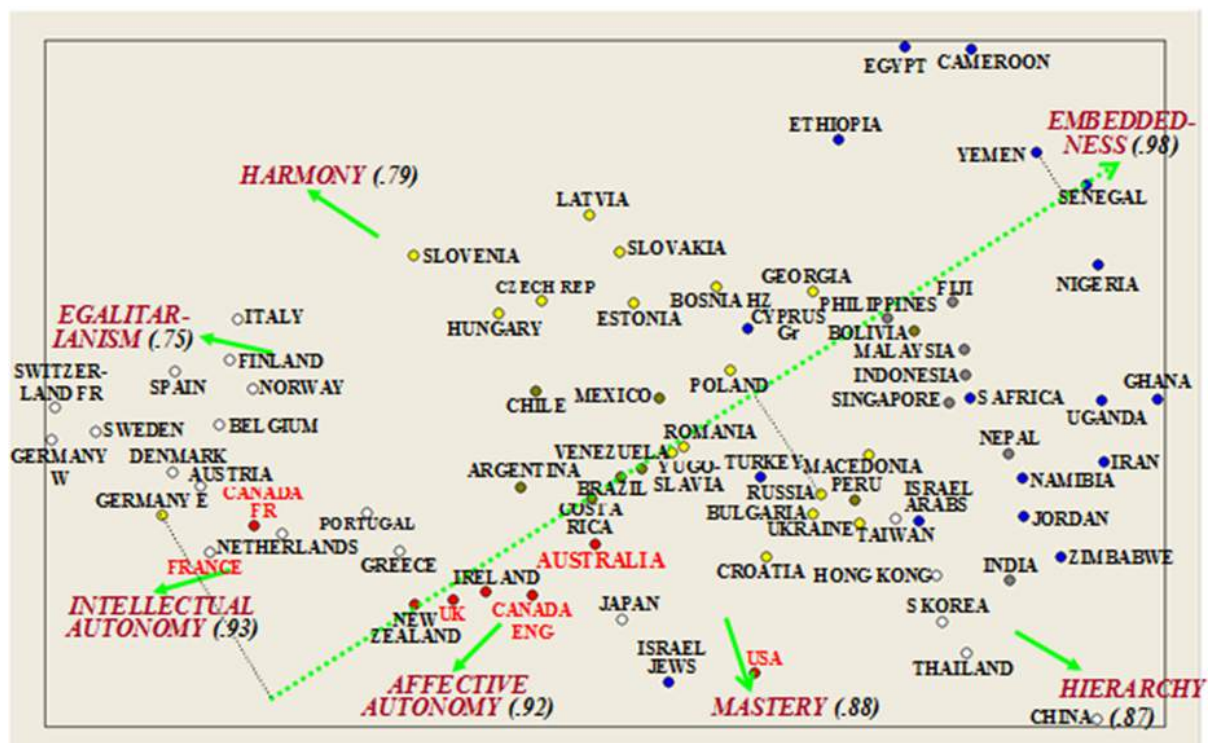 EGYPT
CAMEROON
ETHIOPIA
EMBEDDED-
NESS (.98)
YEMEN
HARMONY (.79)
SENEGAL
LATVIA
SLOVENIA
SLOVAKIA
CZECH REP
GEORGIA
NIGERIA
FIJI
BOSNIA HZ
PHILIPPINES
EGALITAR-
IANISM (.75)
ITALY
HUNGARY
ESTONIA
CYPRUS
Gr
BOLIVIA
MALAYSIA
SWITZER-
LAND FR
SPAIN
FINLAND
NORWAY
POLAND
INDONESIA
GHANA
CHILE
MEXICO
SINGAPORE
S AFRICA
UGANDA
SWEDEN
BELGIUM
ROMANIA
NEPAL
GERMANY
W
DENMARK
AUSTRIA
VENEZUELA
YUGO-
SLAVIA
TURKEY
MACEDONIA
IRAN
ARGENTINA
BRAZIL
RUSSIA
PERU
ISRAEL
ARABS
NAMIBIA
GERMANY E
CANADA
FR
COSTA
RICA
BULGARIA
UKRAINE
TAIWAN
JORDAN
PORTUGAL
NETHERLANDS
FRANCE
GREECE
AUSTRALIA
CROATIA
HONG KONG
INDIA
ZIMBABWE
IRELAND
INTELLECTUAL
AUTONOMY (.93)
NEW
ZEALAND
UK
CANADA
ENG
JAPAN
S KOREA
ISRAEL
JEWS
USA
THAILAND
AFFECTIVE
AUTONOMY (.92)
MASTERY (.88)
HIERARCHY
(.87)
CHINA